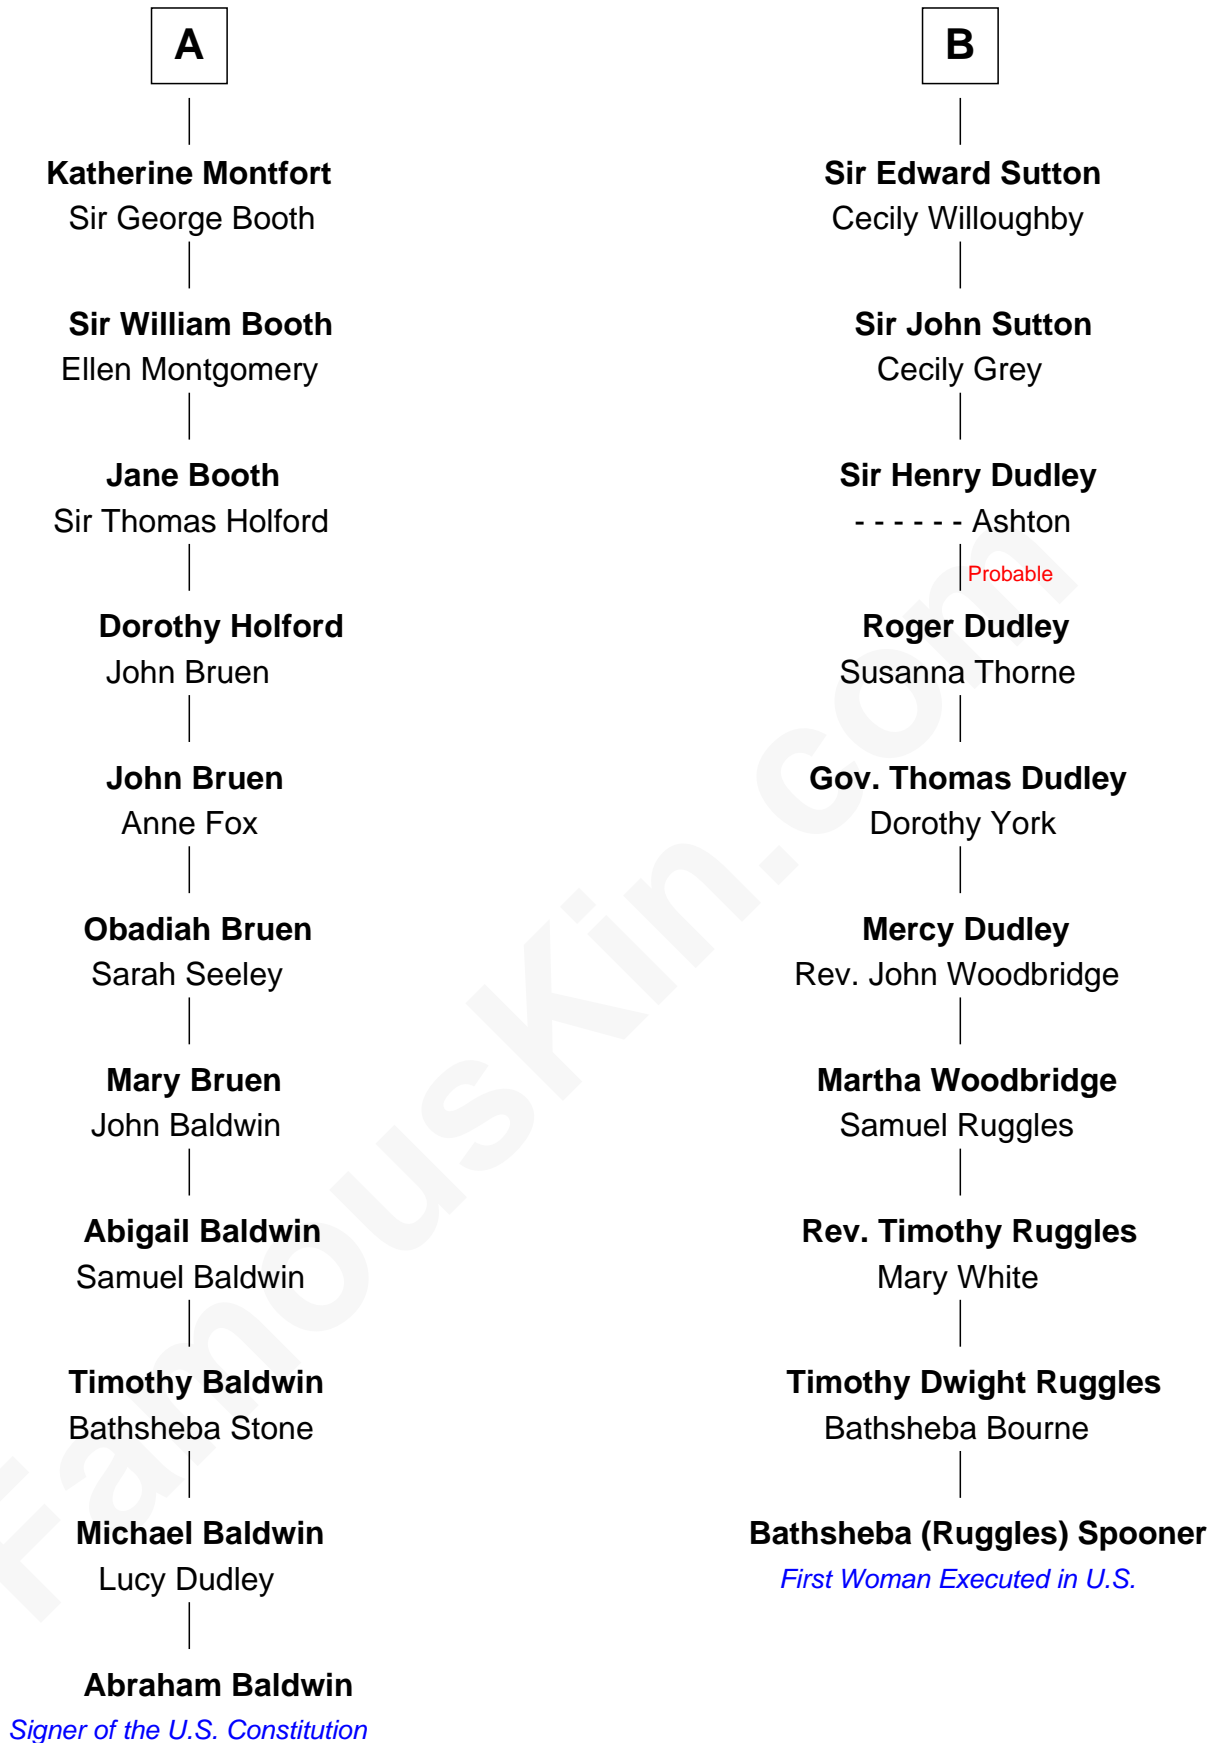 A
Katherine Montfort
Sir George Booth
Sir William Booth
Ellen Montgomery
Jane Booth
Sir Thomas Holford
Dorothy Holford
John Bruen
John Bruen
Anne Fox
Obadiah Bruen
Sarah Seeley
Mary Bruen
John Baldwin
Abigail Baldwin
Samuel Baldwin
Timothy Baldwin
Bathsheba Stone
Michael Baldwin
Lucy Dudley
Abraham Baldwin
Signer of the U.S. Constitution
B
Sir Edward Sutton
Cecily Willoughby
Sir John Sutton
Cecily Grey
Sir Henry Dudley
- - - - - - Ashton
Probable
Roger Dudley
Susanna Thorne
Gov. Thomas Dudley
Dorothy York
Mercy Dudley
Rev. John Woodbridge
Martha Woodbridge
Samuel Ruggles
Rev. Timothy Ruggles
Mary White
Timothy Dwight Ruggles
Bathsheba Bourne
Bathsheba (Ruggles) Spooner
First Woman Executed in U.S.
FamousKin.com